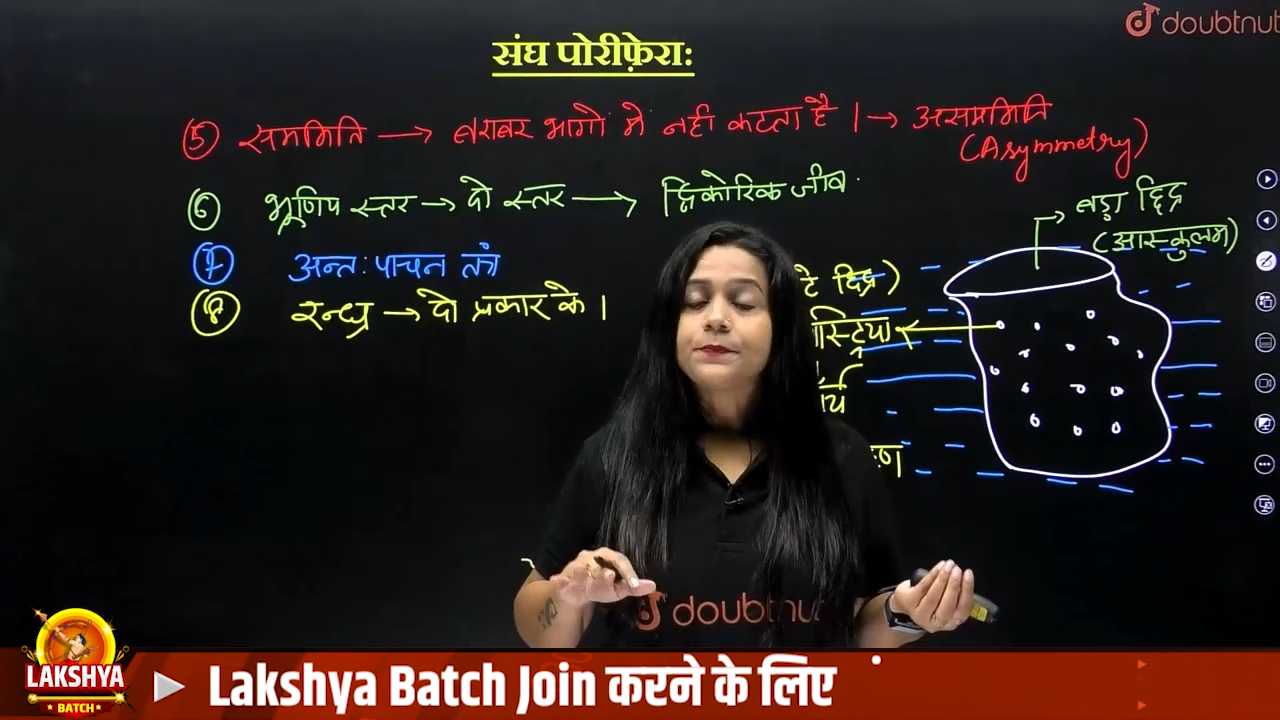 doubtnut
संघ पोरीफ़ेरा:
⑤ सममिति → बराबर भागो मे नही कटता है । → असममिति
(Asymmetry)
⑥ भ्रूणिय स्तर → दो स्तर → द्विकोरिक जीव
बड़ा छिद्र
(आस्कुलम)
⑦ अन्त: पाचन तंत्र
⑧ रन्ध्र → दो प्रकार के ।
टे छिद्र)
स्टिया
र्य
हण
doubtnut
LAKSHYA
BATCH
Lakshya Batch Join करने के लिए